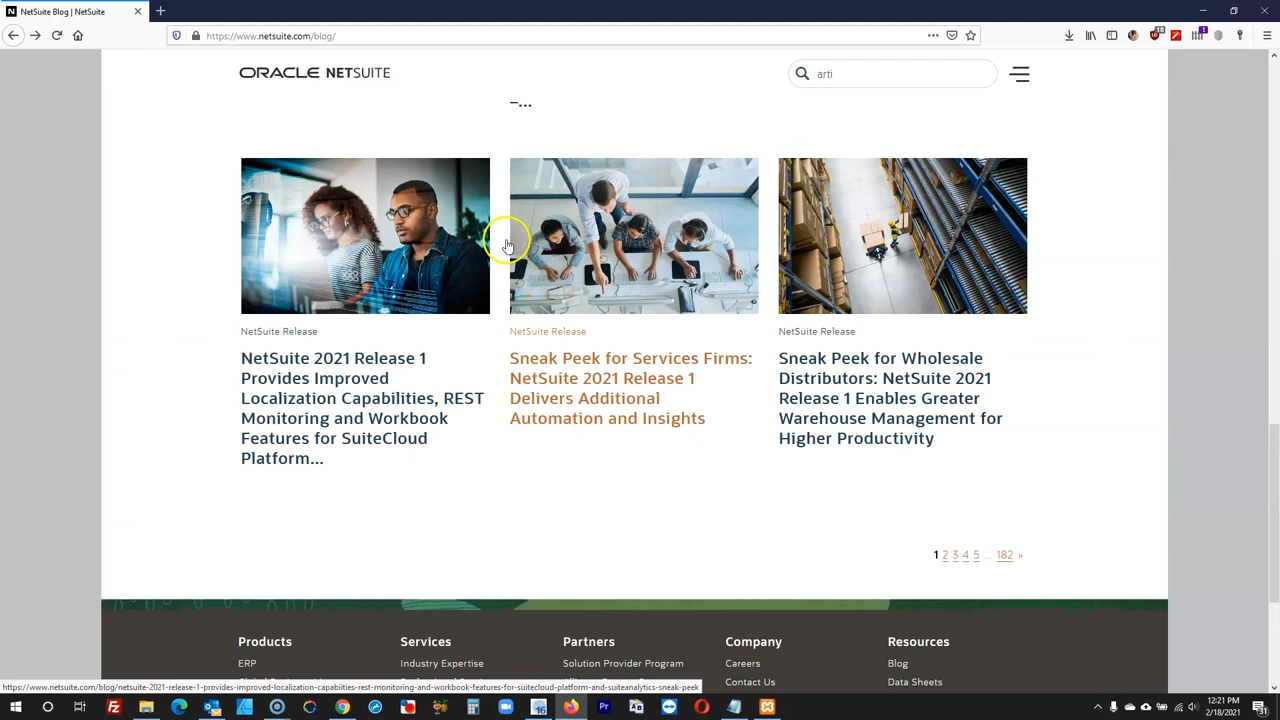 NetSuite Blog | NetSuite
https://www.netsuite.com/blog/
18
1
ORACLE NETSUITE
arti
–...
NetSuite Release
NetSuite 2021 Release 1
Provides Improved
Localization Capabilities, REST
Monitoring and Workbook
Features for SuiteCloud
Platform...
NetSuite Release
Sneak Peek for Services Firms:
NetSuite 2021 Release 1
Delivers Additional
Automation and Insights
NetSuite Release
Sneak Peek for Wholesale
Distributors: NetSuite 2021
Release 1 Enables Greater
Warehouse Management for
Higher Productivity
1 2 3 4 5 ... 182 »
Products
Services
Partners
Company
Resources
ERP
Industry Expertise
Solution Provider Program
Careers
Blog
Contact Us
Data Sheets
https://www.netsuite.com/blog/netsuite-2021-release-1-provides-improved-localization-capabiities-rest-monitoring-and-workbook-features-for-suitecloud-platform-and-suiteanalytics-sneak-peek
12:21 PM
2/18/2021